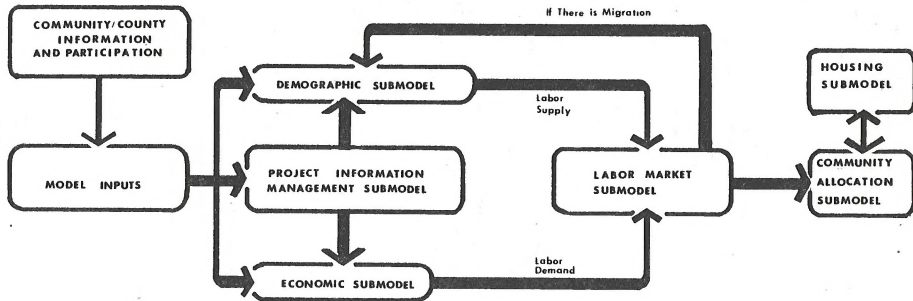 If There is Migration
COMMUNITY/COUNTY
INFORMATION
AND PARTICIPATION
HOUSING
SUBMODEL
DEMOGRAPHIC SUBMODEL
Labor
Supply
MODEL INPUTS
PROJECT INFORMATION
MANAGEMENT SUBMODEL
LABOR MARKET
SUBMODEL
COMMUNITY
ALLOCATION
SUBMODEL
Labor
Demand
ECONOMIC SUBMODEL